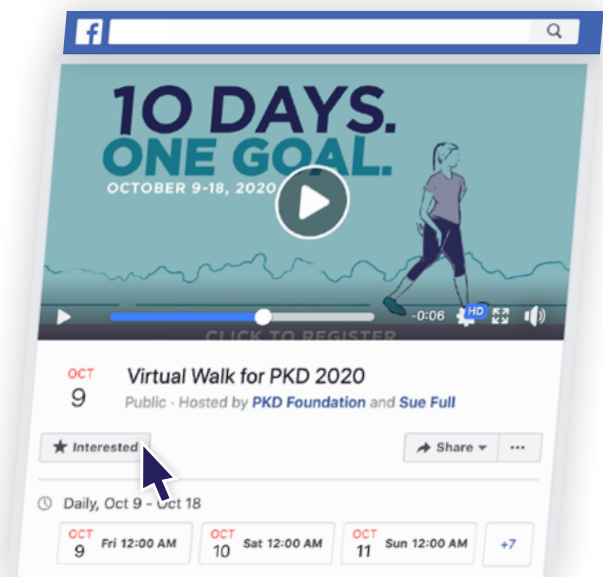 f
10 DAYS.
ONE GOAL.
OCTOBER 9-18, 2020
-0:06 HD
CLICK TO REGISTER
OCT
9
Virtual Walk for PKD 2020
Public · Hosted by PKD Foundation and Sue Full
★ Interested
Share ▾ ...
Daily, Oct 9 - Oct 18
OCT
9
Fri 12:00 AM
OCT
10
Sat 12:00 AM
OCT
11
Sun 12:00 AM
+7